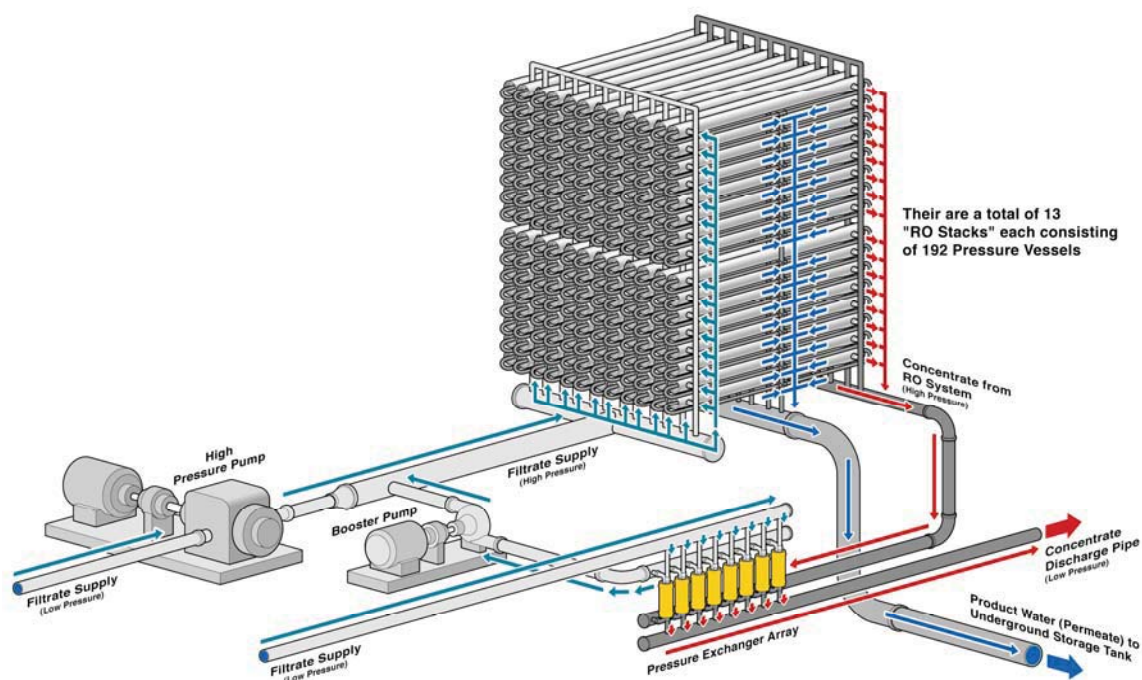 Their are a total of 13
"RO Stacks" each consisting
of 192 Pressure Vessels
Concentrate from
RO System
(High Pressure)
High
Pressure Pump
Filtrate Supply
(High Pressure)
Booster Pump
Filtrate Supply
(Low Pressure)
Filtrate Supply
(Low Pressure)
Pressure Exchanger Array
Concentrate
Discharge Pipe
(Low Pressure)
Product Water (Permeate) to
Underground Storage Tank